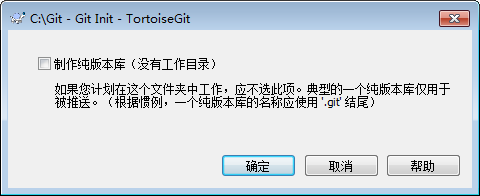 C:\Git - Git Init - TortoiseGit
制作纯版本库（没有工作目录）
如果您计划在这个文件夹中工作，应不选此项。典型的一个纯版本库仅用于
被推送。（根据惯例，一个纯版本库的名称应使用 '.git' 结尾）
确定 取消 帮助